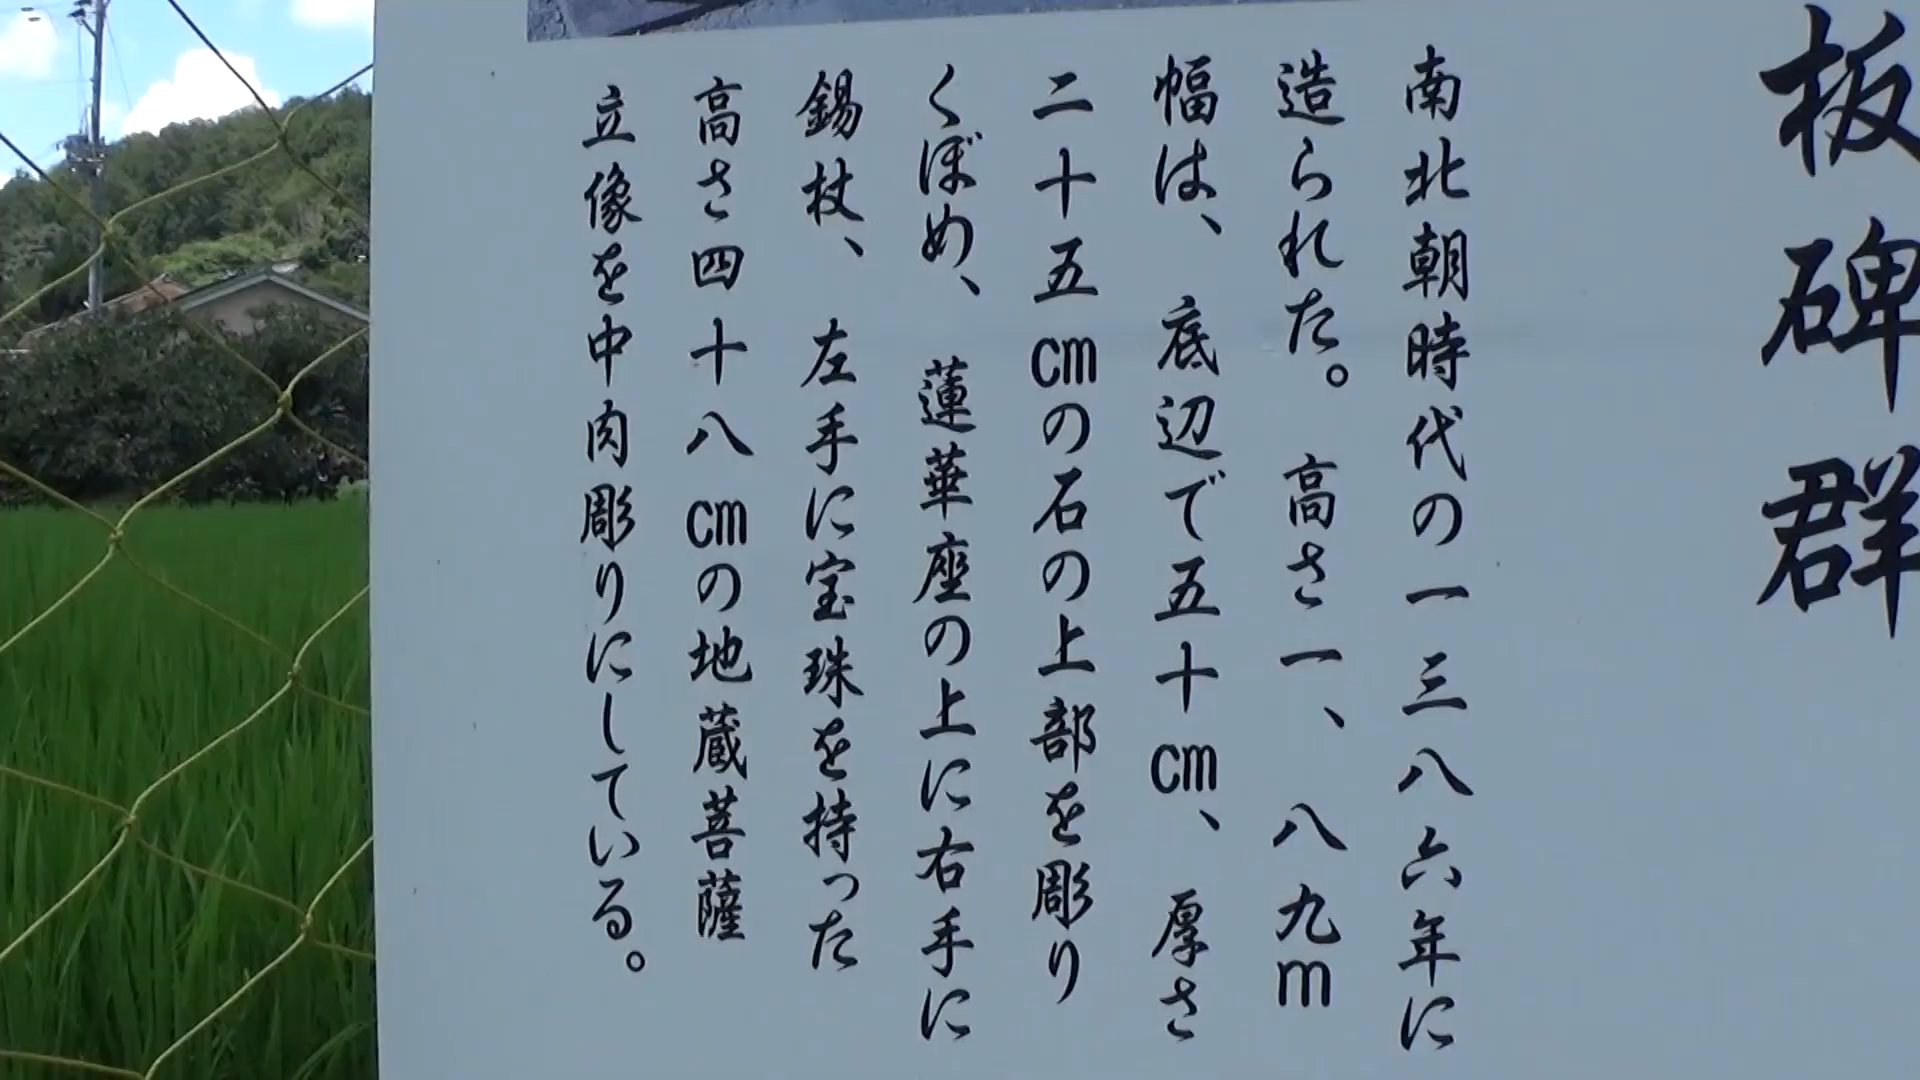 板碑群
南北朝時代の一三八六年に
造られた。高さ一、八九m
幅は、底辺で五十cm、厚さ
二十五cmの石の上部を彫り
くぼめ、蓮華座の上に右手に
錫杖、左手に宝珠を持った
高さ四十八cmの地蔵菩薩
立像を中肉彫りにしている。